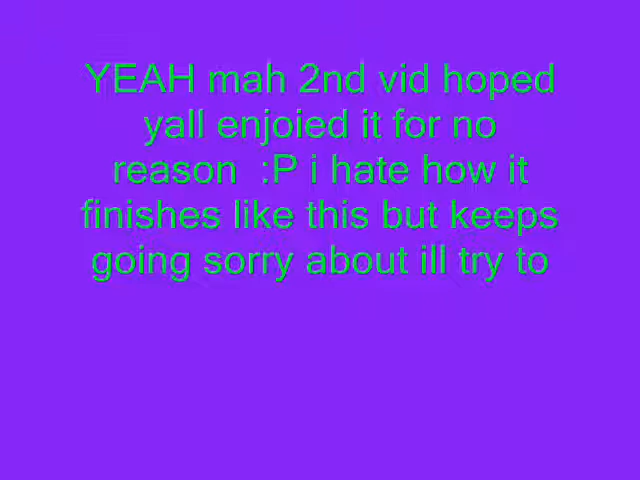 YEAH mah 2nd vid hoped
yall enjoied it for no
reason  :P i hate how it
finishes like this but keeps
going sorry about ill try to